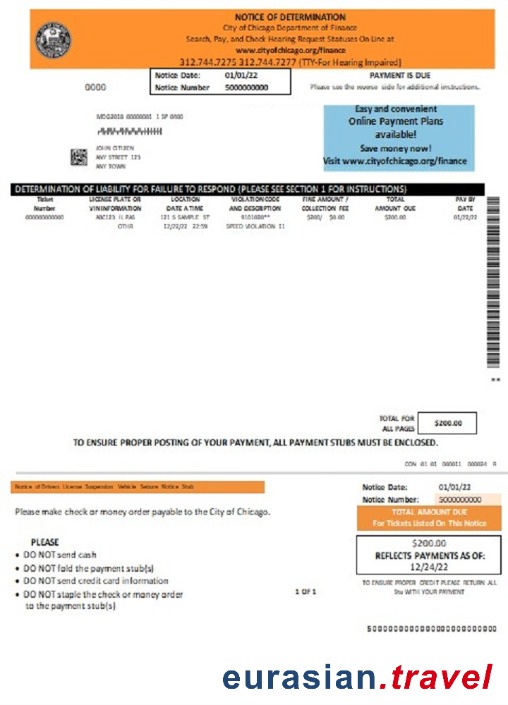 NOTICE OF DETERMINATION
City of Chicago Department of Finance
Search, Pay, and Check Hearing Request Statuses On Line at
www.cityofchicago.org/finance
312.744.7275 312.744.7277 (TTY-For Hearing Impaired)
0000
Notice Date: 01/01/22
Notice Number 5000000000
PAYMENT IS DUE
Please see the reverse side for additional instructions.
1 SP 0600
JOHN CITIZEN
ANY STREET 123
ANY TOWN
Easy and convenient
Online Payment Plans
available!
Save money now!
Visit www.cityofchicago.org/finance
DETERMINATION OF LIABILITY FOR FAILURE TO RESPOND (PLEASE SEE SECTION 1 FOR INSTRUCTIONS)
Ticket Number
LICENSE PLATE OR VIN INFORMATION
LOCATION DATE A TIME
VIOLATION CODE AND DESCRIPTION
FINE AMOUNT / COLLECTION FEE
TOTAL AMOUNT DUE
PAY BY DATE
000000000000 ABC123 IL PAS 121 S SAMPLE ST 9101020** $200/ $0.00 $200.00
OTHR 12/22/22 22:59 SPEED VIOLATION 11
**
TOTAL FOR ALL PAGES $200.00
TO ENSURE PROPER POSTING OF YOUR PAYMENT, ALL PAYMENT STUBS MUST BE ENCLOSED.
CON 01 01 000011 000024 R
Notice of Drivers License Suspension Vehicle Seizure Notice Stub
Notice Date: 01/01/22
Notice Number: 5000000000
Please make check or money order payable to the City of Chicago.
TOTAL AMOUNT DUE
For Tickets Listed On This Notice
PLEASE
• DO NOT send cash
• DO NOT fold the payment stub(s)
• DO NOT send credit card information
• DO NOT staple the check or money order
to the payment stub(s)
1 OF 1
$200.00
REFLECTS PAYMENTS AS OF:
12/24/22
TO ENSURE PROPER CREDIT PLEASE RETURN ALL
WITH YOUR PAYMENT
eurasian.travel